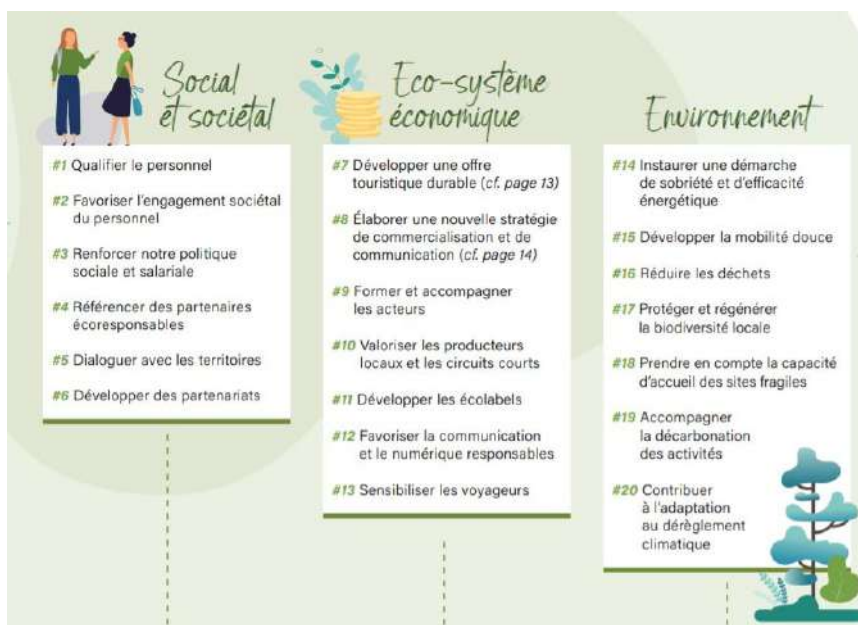 Social
et sociétal
#1 Qualifier le personnel
#2 Favoriser l'engagement sociétal
du personnel
#3 Renforcer notre politique
sociale et salariale
#4 Référencer des partenaires
écoresponsables
#5 Dialoguer avec les territoires
#6 Développer des partenariats
Eco-système
économique
#7 Développer une offre
touristique durable (cf. page 13)
#8 Élaborer une nouvelle stratégie
de commercialisation et de
communication (cf. page 14)
#9 Former et accompagner
les acteurs
#10 Valoriser les producteurs
locaux et les circuits courts
#11 Développer les écolabels
#12 Favoriser la communication
et le numérique responsables
#13 Sensibiliser les voyageurs
Environnement
#14 Instaurer une démarche
de sobriété et d'efficacité
énergétique
#15 Développer la mobilité douce
#16 Réduire les déchets
#17 Protéger et régénérer
la biodiversité locale
#18 Prendre en compte la capacité
d'accueil des sites fragiles
#19 Accompagner
la décarbonation
des activités
#20 Contribuer
à l'adaptation
au dérèglement
climatique